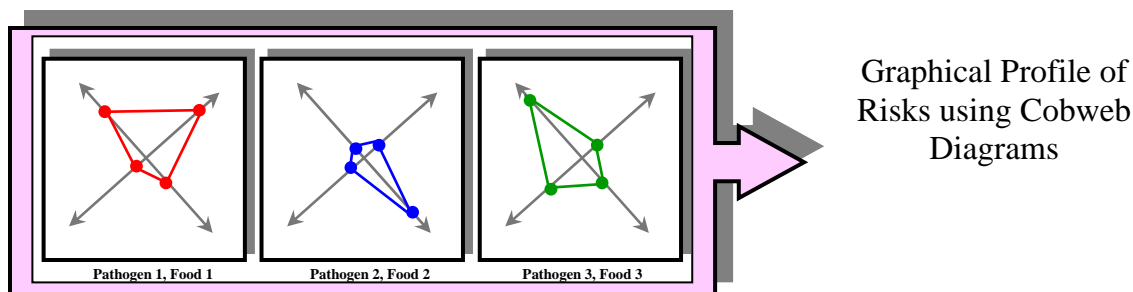 Graphical Profile of
Risks using Cobweb
Diagrams
Pathogen 1, Food 1
Pathogen 2, Food 2
Pathogen 3, Food 3